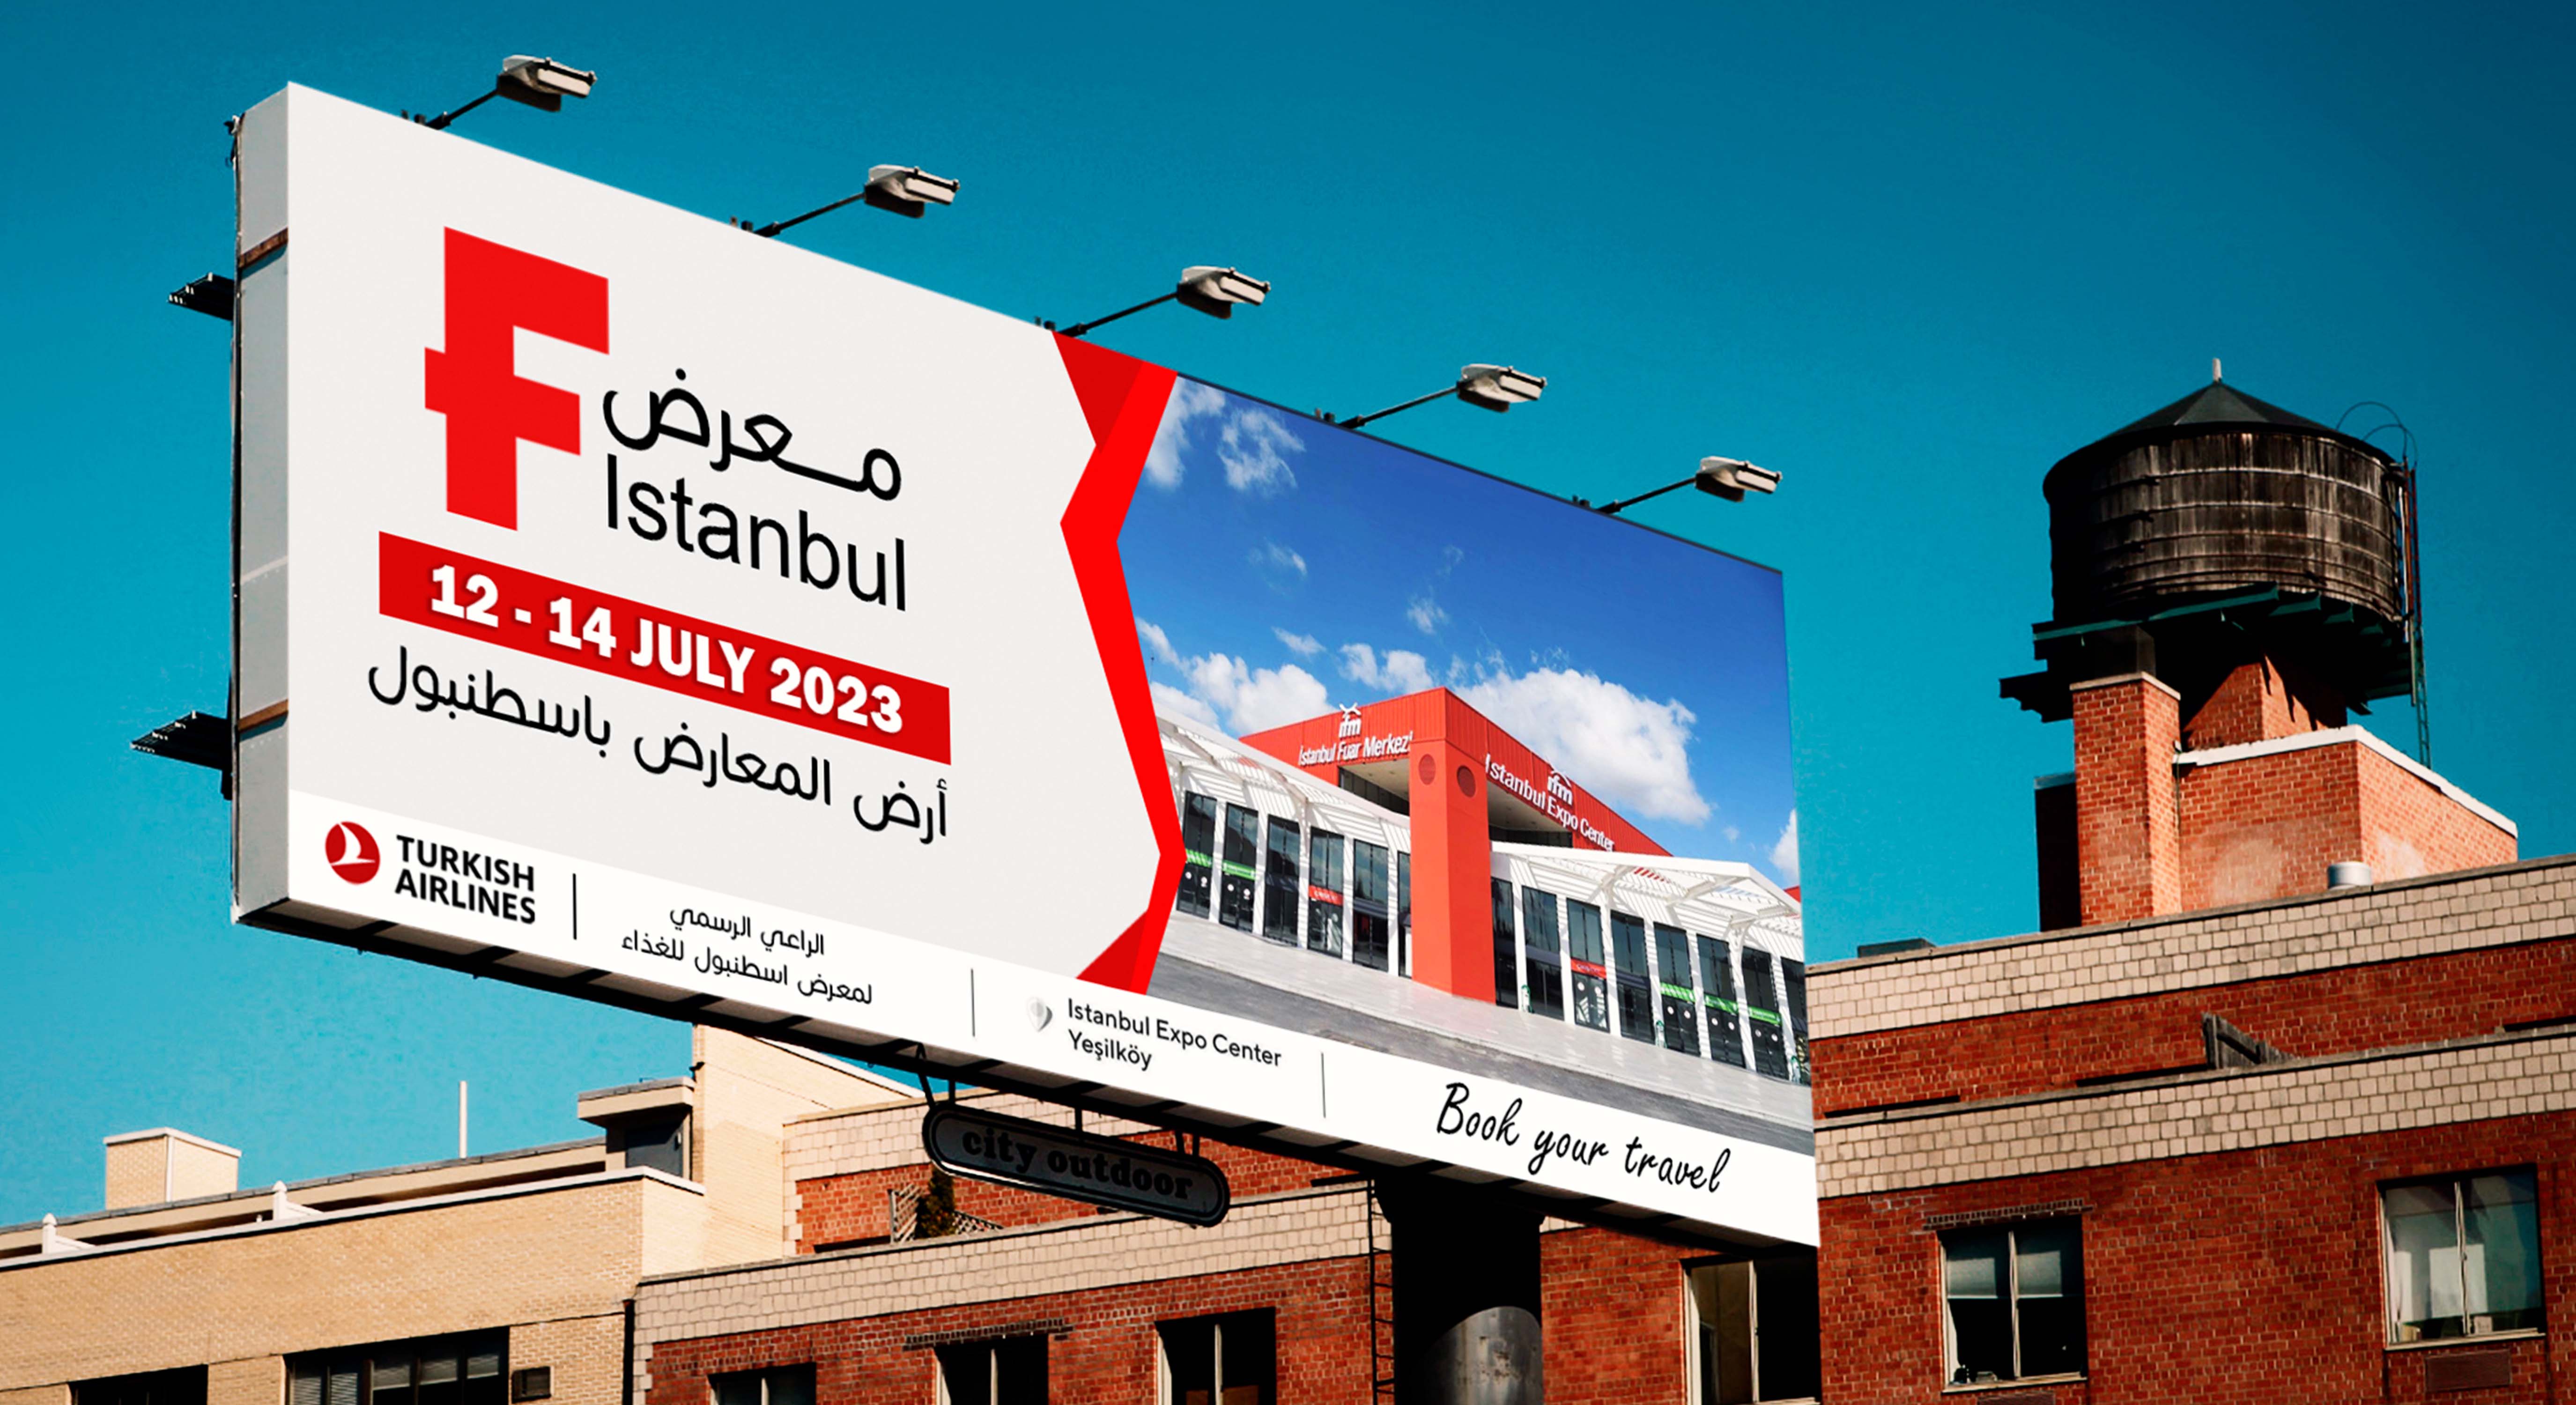 F
معرض
Istanbul
12 - 14 JULY 2023
أرض المعارض باسطنبول
TURKISH
AIRLINES
الراعي الرسمي
لمعرض اسطنبول للغذاء
Istanbul Expo Center
Yeşilköy
Book your travel
ifm
İstanbul Fuar Merkezi
ifm
Istanbul Expo Center
city outdoor